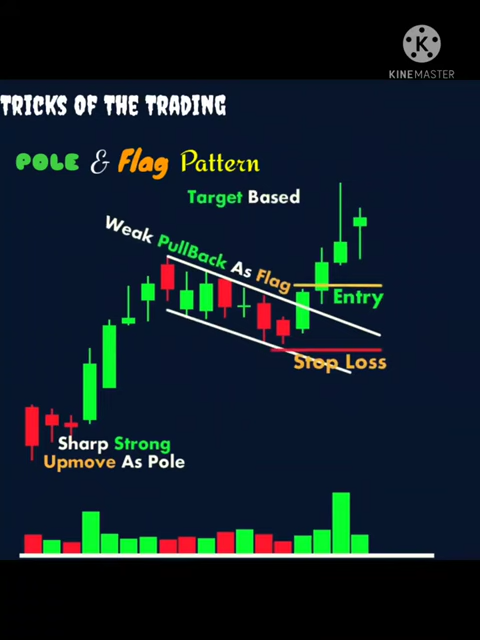 K
KINEMASTER
TRICKS OF THE TRADING
POLE & Flag Pattern
Target Based
Weak PullBack As Flag
Entry
Stop Loss
Sharp Strong
Upmove As Pole